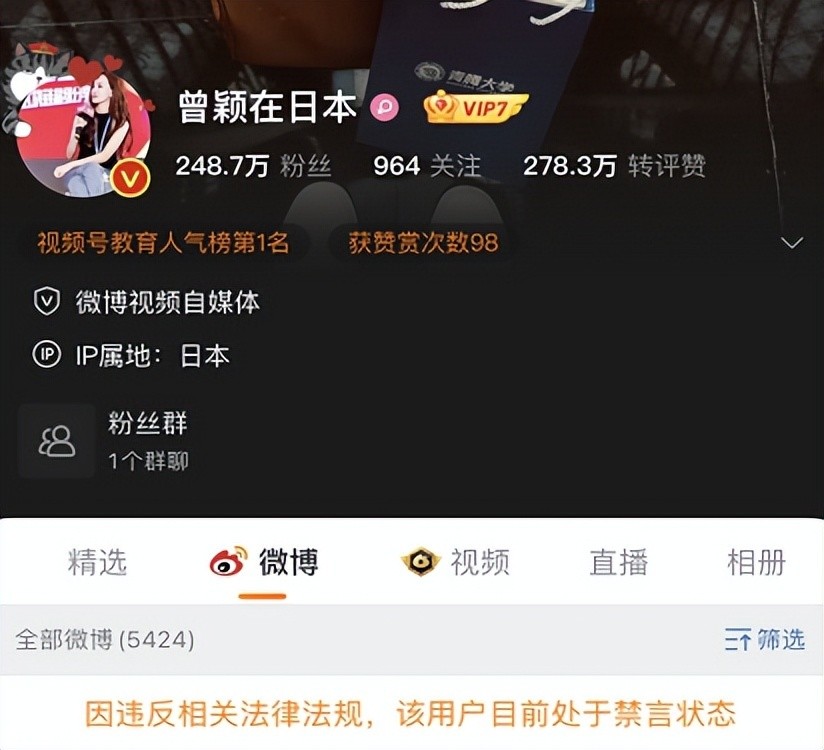 青腾大学
曾颖在日本
VIP7
248.7万 粉丝 964 关注 278.3万 转评赞
视频号教育人气榜第1名 获赞赏次数98
微博视频自媒体
IP IP属地：日本
粉丝群
1个群聊
精选 微博 视频 直播 相册
全部微博(5424) 筛选
因违反相关法律法规，该用户目前处于禁言状态